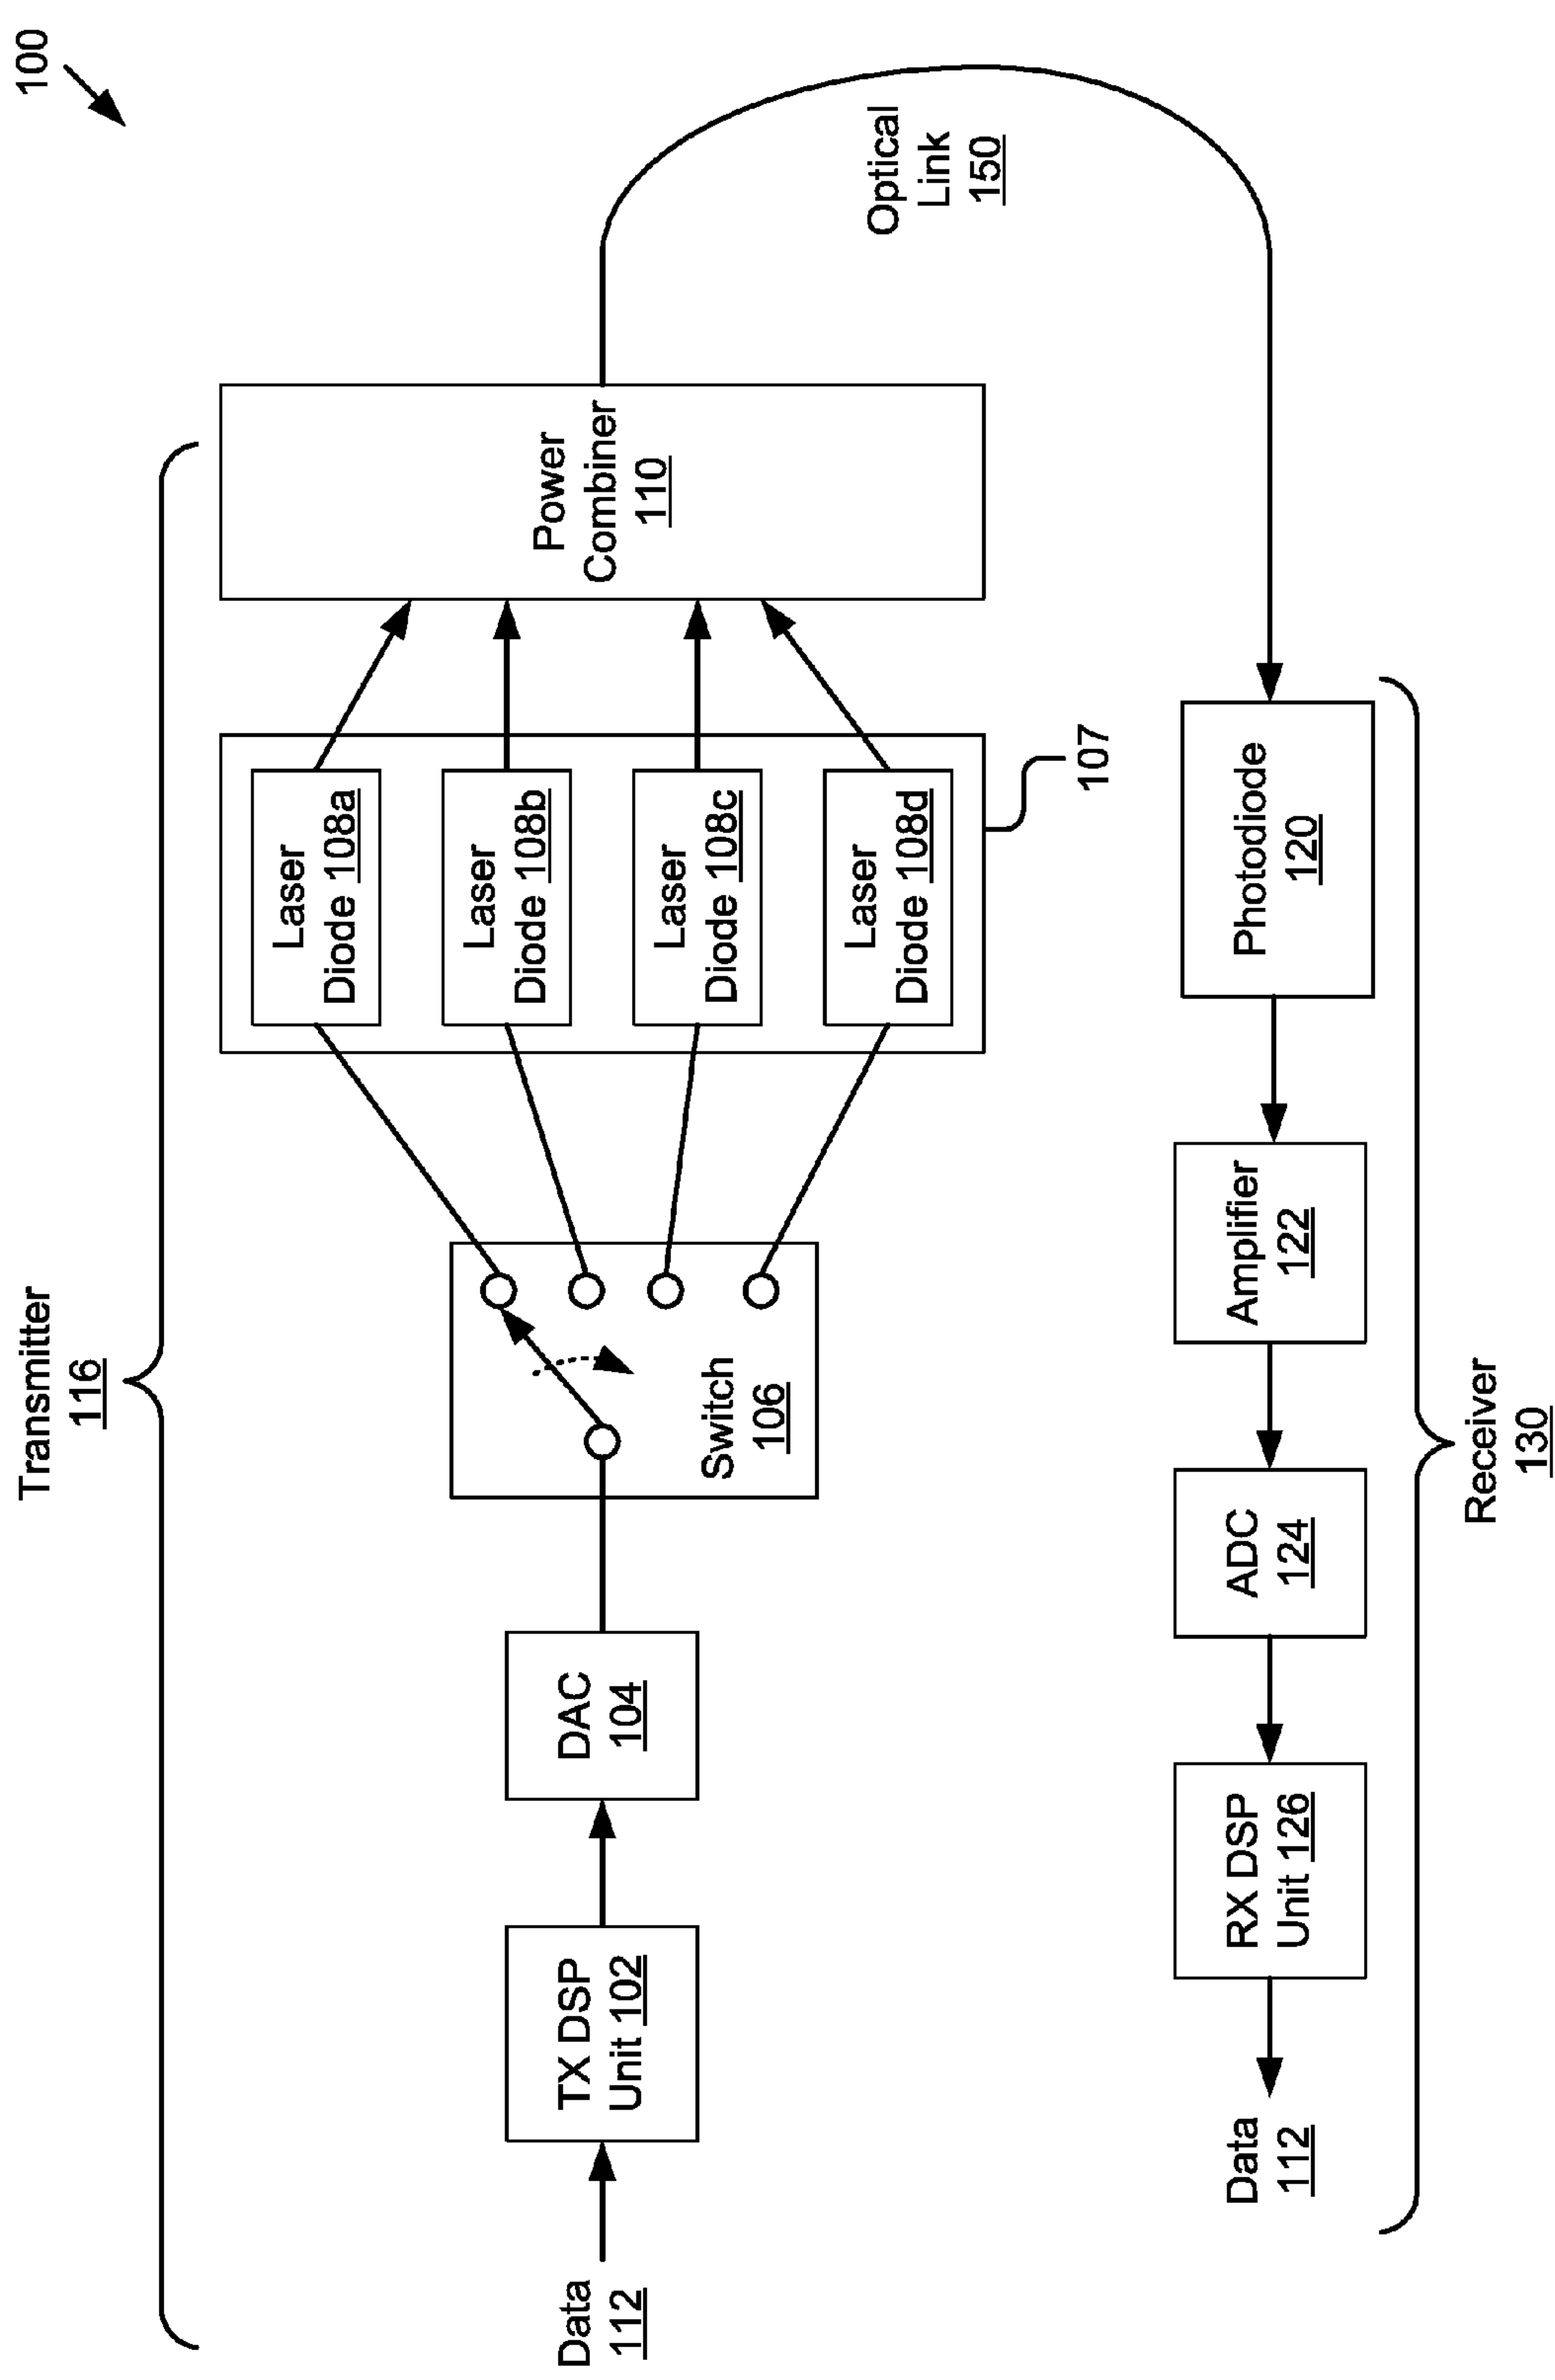 100
Transmitter
116
Data
112
TX DSP
Unit 102
DAC
104
Switch
106
Laser
Diode 108a
Laser
Diode 108b
Laser
Diode 108c
Laser
Diode 108d
107
Power
Combiner
110
Optical
Link
150
Photodiode
120
Amplifier
122
ADC
124
RX DSP
Unit 126
Data
112
Receiver
130